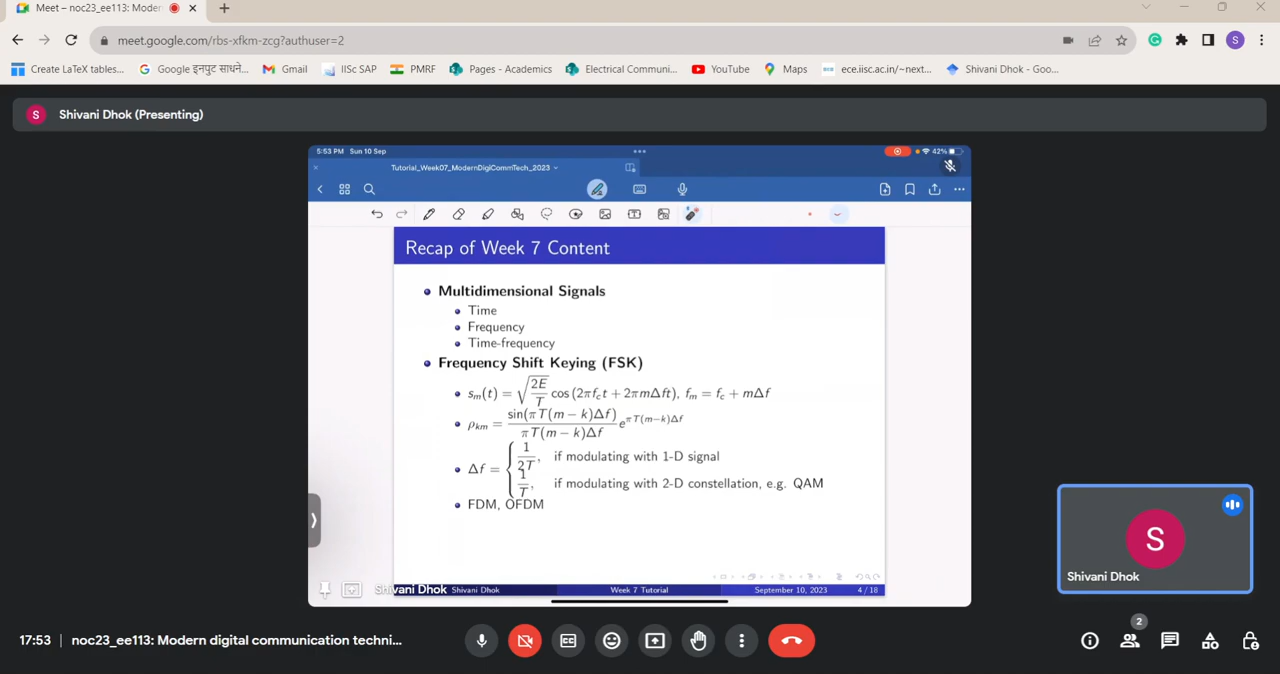 Meet – noc23_ee113: Moder
meet.google.com/rbs-xfkm-zcg?authuser=2
S
Create LaTeX tables...
Google इनपुट साधने...
Gmail
IISc SAP
PMRF
Pages - Academics
Electrical Communi...
YouTube
Maps
ece.iisc.ac.in/~next...
Shivani Dhok - Goo...
S
Shivani Dhok (Presenting)
5:53 PM Sun 10 Sep
42%
Tutorial_Week07_ModernDigiCommTech_2023
Recap of Week 7 Content
Multidimensional Signals
Time
Frequency
Time-frequency
Frequency Shift Keying (FSK)
s_m(t) = √(2E/T) cos (2πf_ct + 2πmΔft), f_m = f_c + mΔf
ρ_km = sin(πT(m − k)Δf) / πT(m − k)Δf e^{πT(m−k)Δf}
Δf = { 1/2T, if modulating with 1-D signal
1/T, if modulating with 2-D constellation, e.g. QAM
FDM, OFDM
Shivani Dhok
Shivani Dhok
Week 7 Tutorial
September 10, 2023
4 / 18
S
Shivani Dhok
17:53 | noc23_ee113: Modern digital communication techni...
2